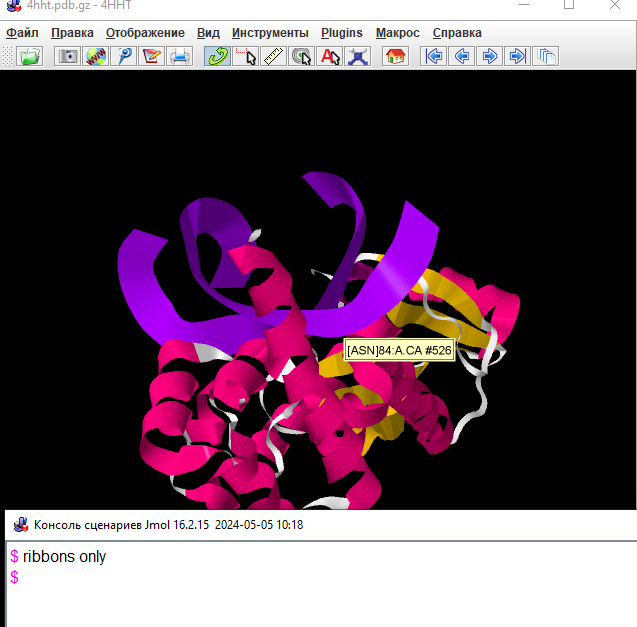 4hht.pdb.gz - 4HHT
Файл Правка Отображение Вид Инструменты Plugins Макрос Справка
[ASN]84:A.CA #526
Консоль сценариев Jmol 16.2.15 2024-05-05 10:18
$ ribbons only
$